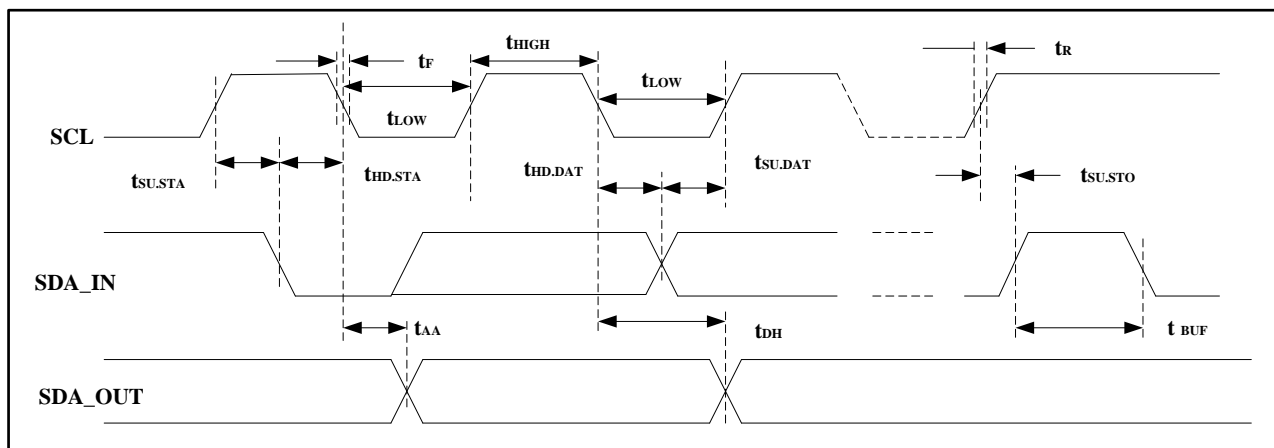 tF
tHIGH
tR
tLOW
tLOW
SCL
tSU.STA
tHD.STA
tHD.DAT
tSU.DAT
tSU.STO
SDA_IN
tAA
tDH
t BUF
SDA_OUT